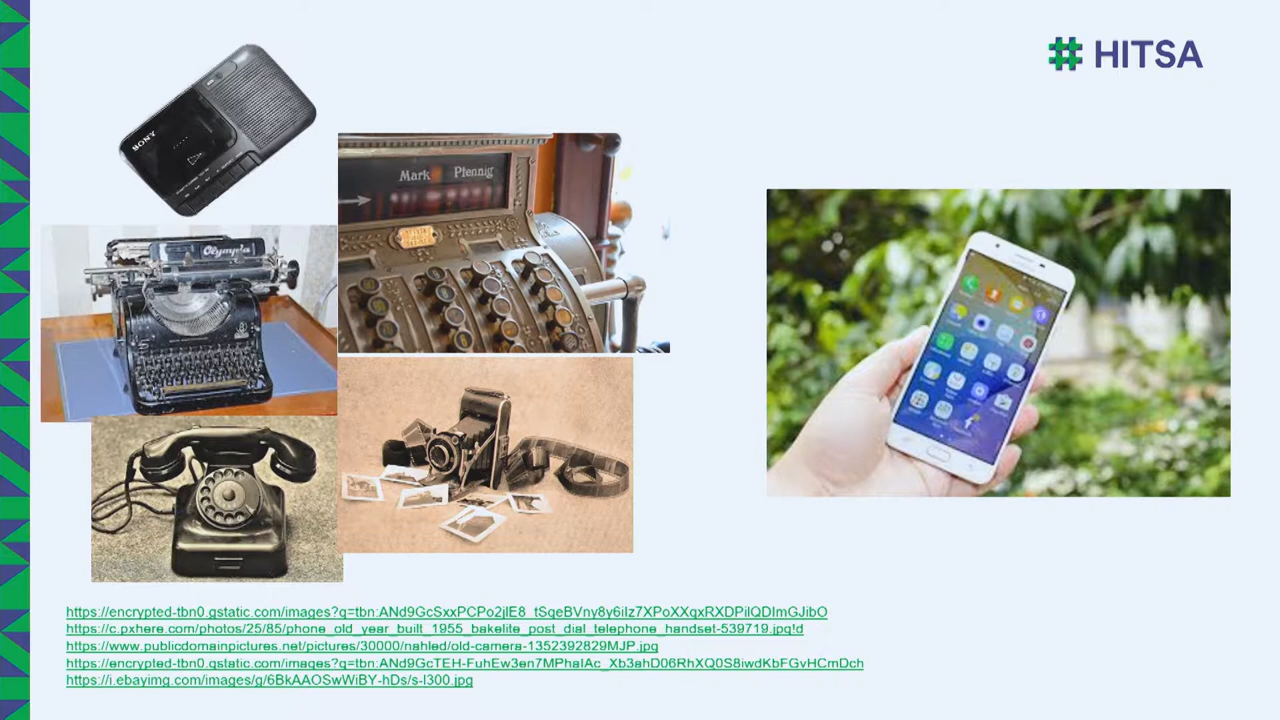 HITSA
SONY
Mark Pfennig
Olympia
https://encrypted-tbn0.gstatic.com/images?q=tbn:ANd9GcSxxPCPo2jlE8_tSqeBVny8y6iIz7XPoXXqxRXDPilQDImGJibO
https://c.pxhere.com/photos/25/85/phone_old_year_built_1955_bakelite_post_dial_telephone_handset-539719.jpg!d
https://www.publicdomainpictures.net/pictures/30000/nahled/old-camera-1352392829MJP.jpg
https://encrypted-tbn0.gstatic.com/images?q=tbn:ANd9GcTEH-FuhEw3en7MPhaIAc_Xb3ahD06RhXQ0S8iwdKbFGvHCmDch
https://i.ebayimg.com/images/g/6BkAAOSwWiBY-hDs/s-l300.jpg